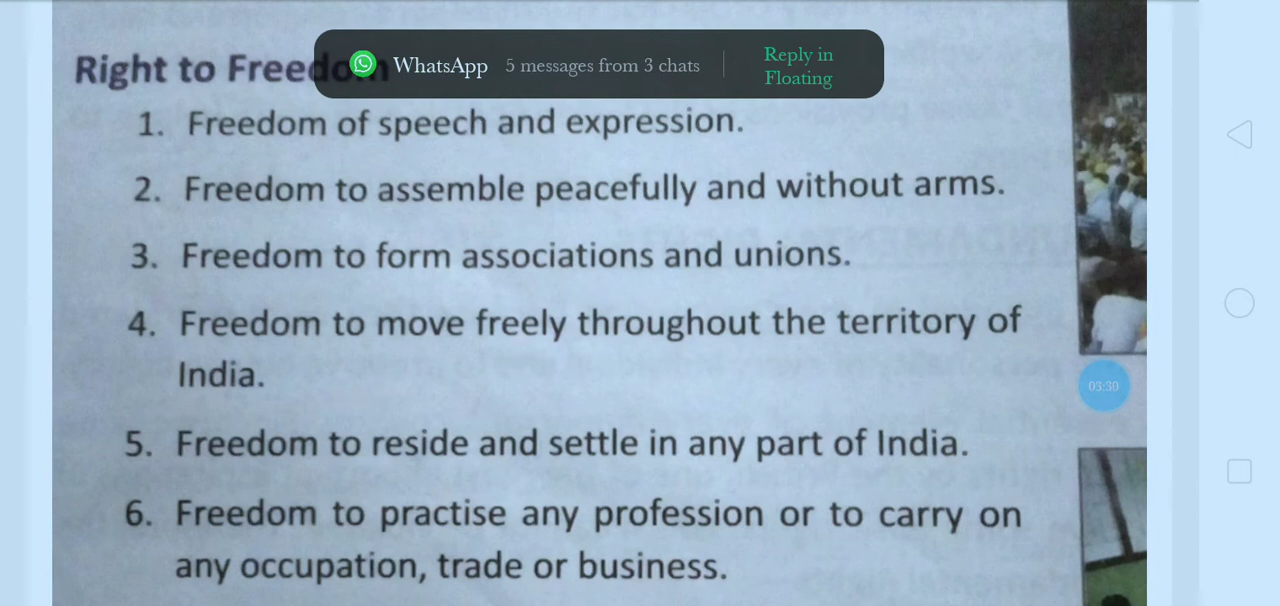 Right to Freedom
WhatsApp 5 messages from 3 chats
Reply in
Floating
1. Freedom of speech and expression.
2. Freedom to assemble peacefully and without arms.
3. Freedom to form associations and unions.
4. Freedom to move freely throughout the territory of
India.
03:30
5. Freedom to reside and settle in any part of India.
6. Freedom to practise any profession or to carry on
any occupation, trade or business.